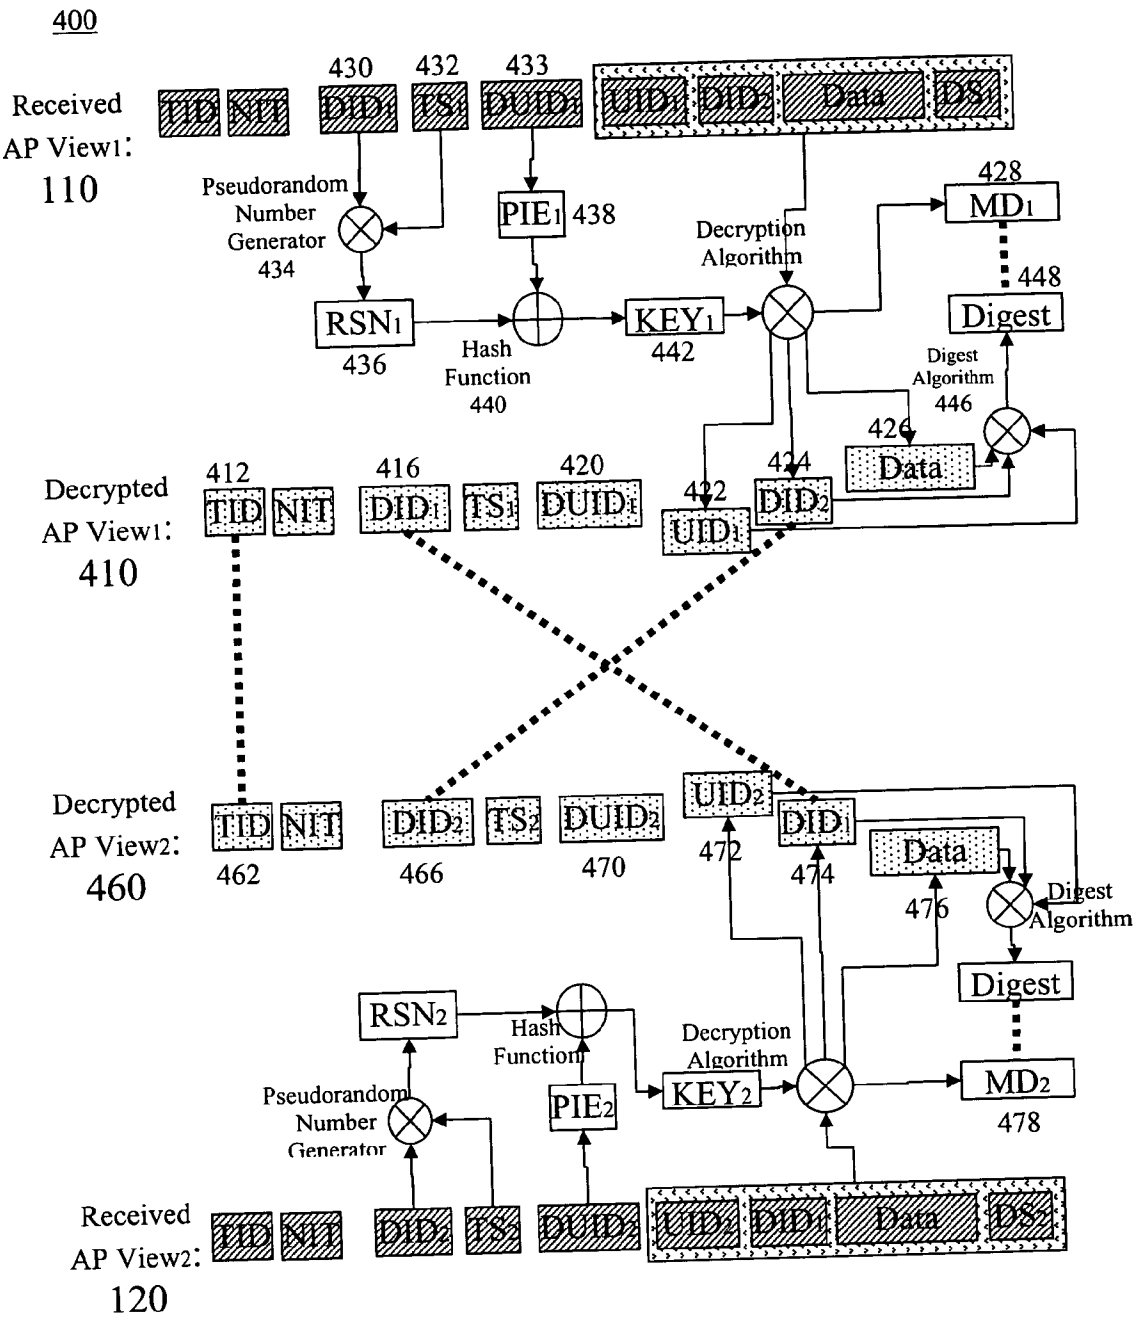 400
430 432 433
Received
AP View1:
110
TID NIT DID1 TS1 DUID1 UID1 DID2 Data DS1
Pseudorandom
Number
Generator
434
PIE1 438
Decryption
Algorithm
428
MD1
RSN1
436
Hash
Function
440
KEY1
442
448
Digest
Digest
Algorithm
446
Decrypted
AP View1:
410
412 416 420 422 424 426
TID NIT DID1 TS1 DUID1 UID1 DID2 Data
Decrypted
AP View2:
460
TID NIT DID2 TS2 DUID2 UID2 DID1 Data
462 466 470 472 474 476
Digest
Algorithm
Digest
RSN2
Hash
Function
Decryption
Algorithm
KEY2
MD2
478
Pseudorandom
Number
Generator
PIE2
Received
AP View2:
120
TID NIT DID2 TS2 DUID2 UID2 DID1 Data DS2